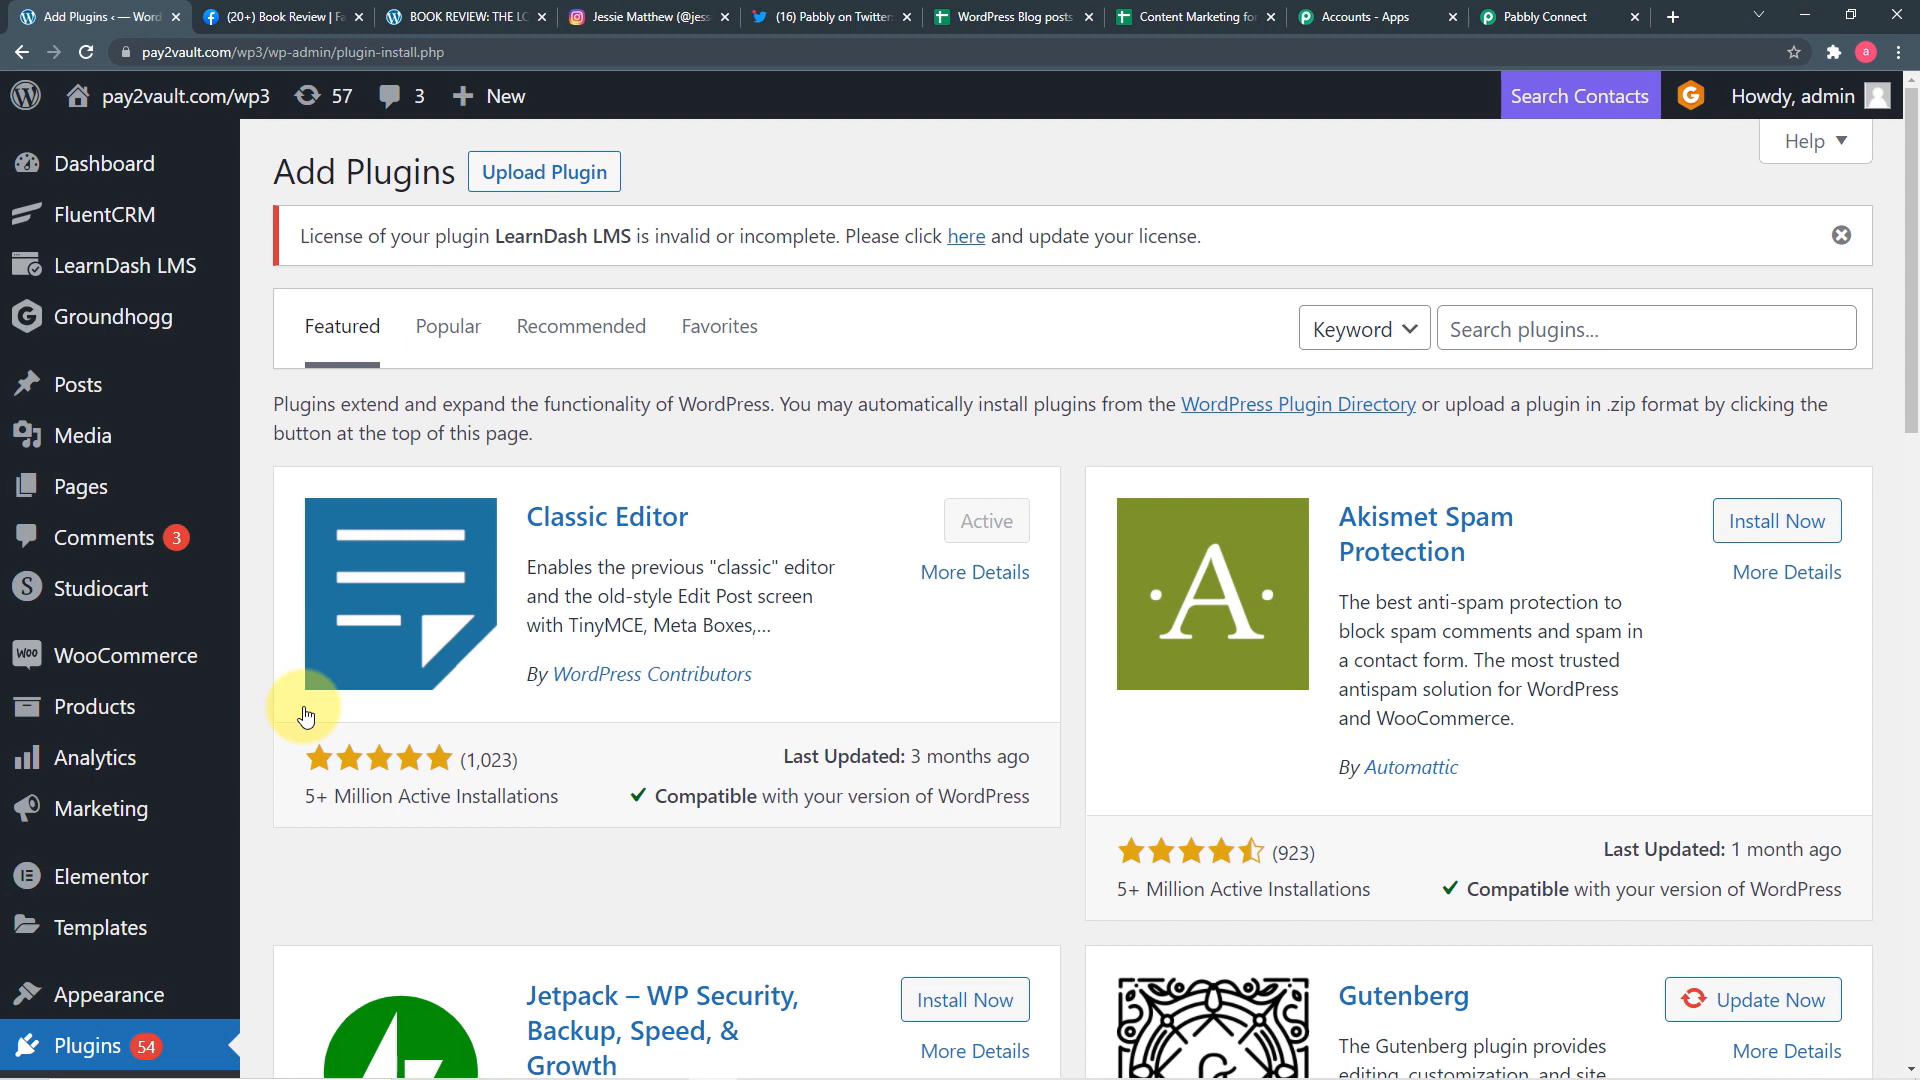 Add Plugins ‹ — Word
(20+) Book Review | Fa
BOOK REVIEW: THE LO
Jessie Matthew (@jess
(16) Pabbly on Twitter:
WordPress Blog posts
Content Marketing for
Accounts - Apps
Pabbly Connect
pay2vault.com/wp3/wp-admin/plugin-install.php
a
pay2vault.com/wp3
57
3
New
Search Contacts
Howdy, admin
Dashboard
FluentCRM
LearnDash LMS
Groundhogg
Posts
Media
Pages
Comments 3
Studiocart
WooCommerce
Products
Analytics
Marketing
Elementor
Templates
Appearance
Plugins 54
Help
Add Plugins
Upload Plugin
License of your plugin LearnDash LMS is invalid or incomplete. Please click here and update your license.
Featured
Popular
Recommended
Favorites
Keyword
Search plugins...
Plugins extend and expand the functionality of WordPress. You may automatically install plugins from the WordPress Plugin Directory or upload a plugin in .zip format by clicking the
button at the top of this page.
Classic Editor
Active
More Details
Enables the previous "classic" editor
and the old-style Edit Post screen
with TinyMCE, Meta Boxes,...
By WordPress Contributors
(1,023)
Last Updated: 3 months ago
5+ Million Active Installations
Compatible with your version of WordPress
A
Akismet Spam
Protection
Install Now
More Details
The best anti-spam protection to
block spam comments and spam in
a contact form. The most trusted
antispam solution for WordPress
and WooCommerce.
By Automattic
(923)
Last Updated: 1 month ago
5+ Million Active Installations
Compatible with your version of WordPress
Jetpack – WP Security,
Backup, Speed, &
Growth
Install Now
More Details
Gutenberg
Update Now
More Details
The Gutenberg plugin provides
editing, customization, and site